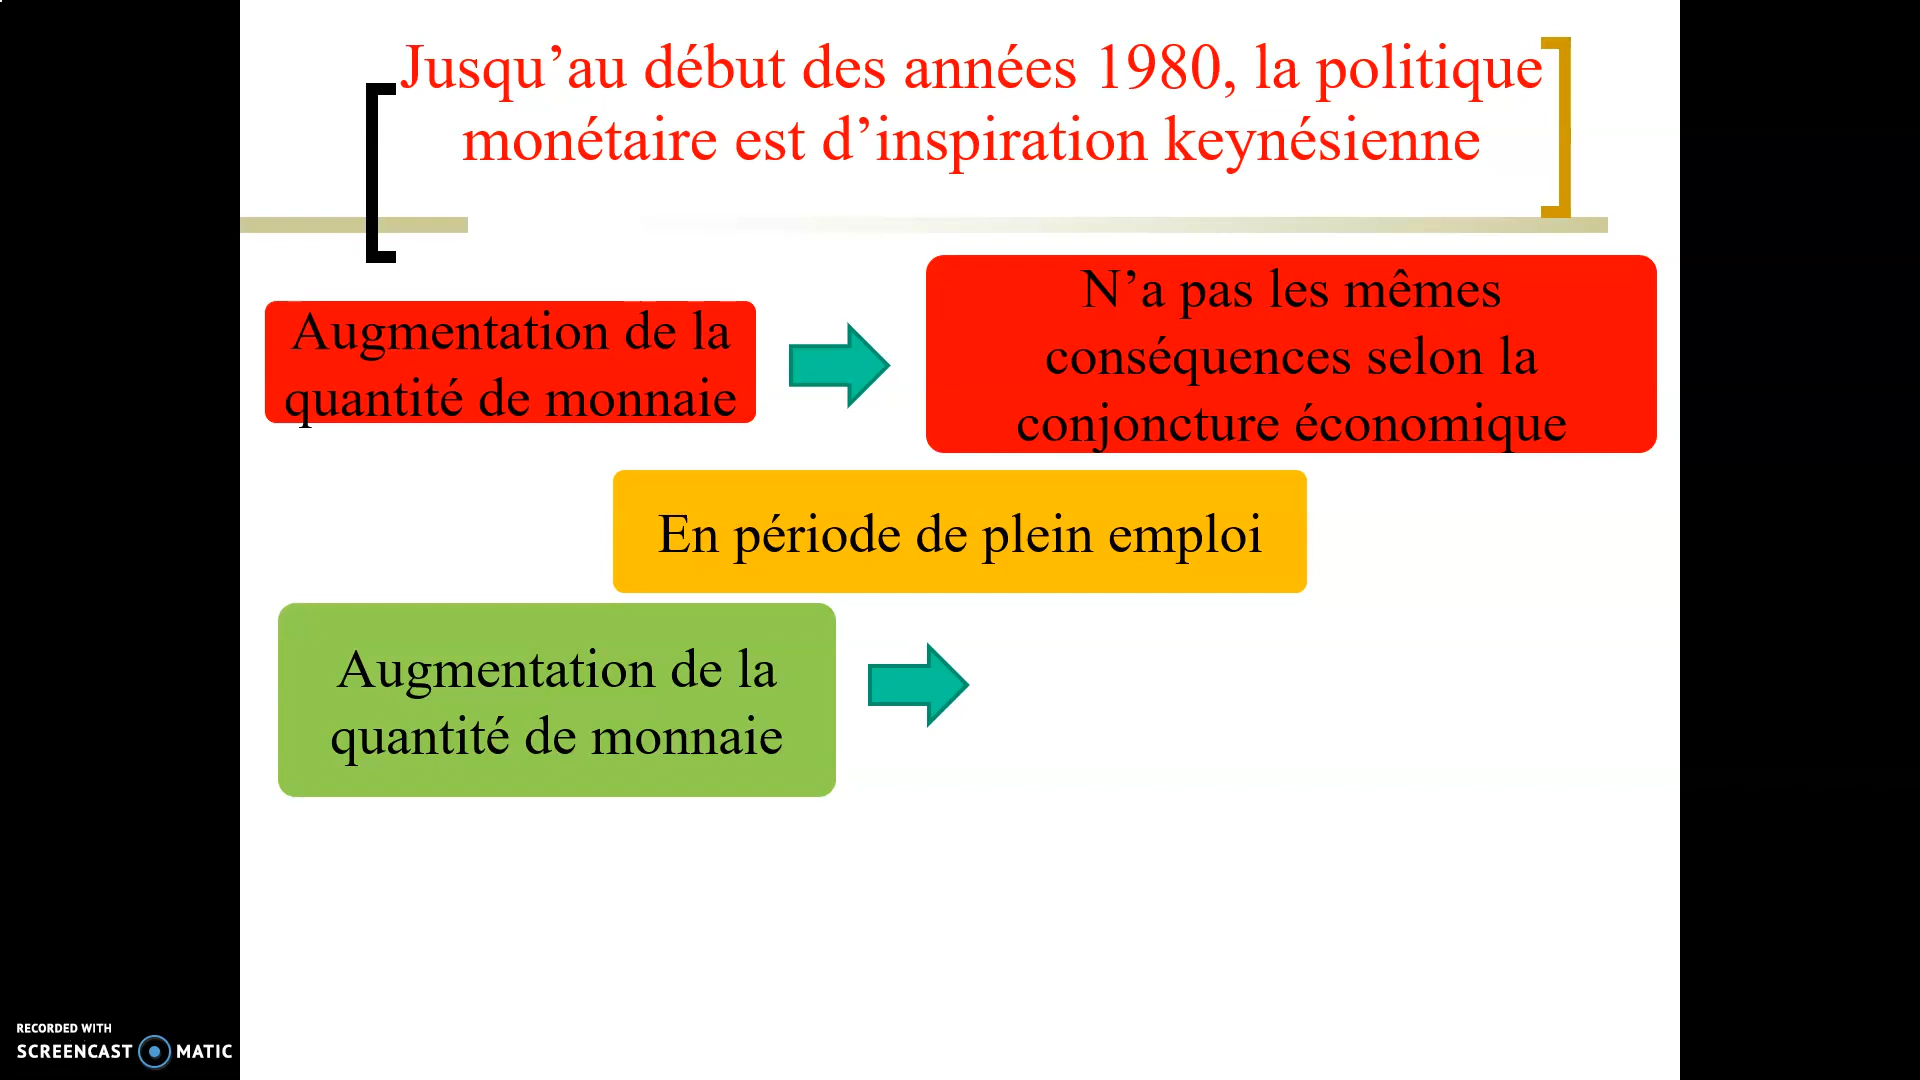 Jusqu’au début des années 1980, la politique
monétaire est d’inspiration keynésienne
Augmentation de la
quantité de monnaie
N’a pas les mêmes
conséquences selon la
conjoncture économique
En période de plein emploi
Augmentation de la
quantité de monnaie
RECORDED WITH
SCREENCAST MATIC